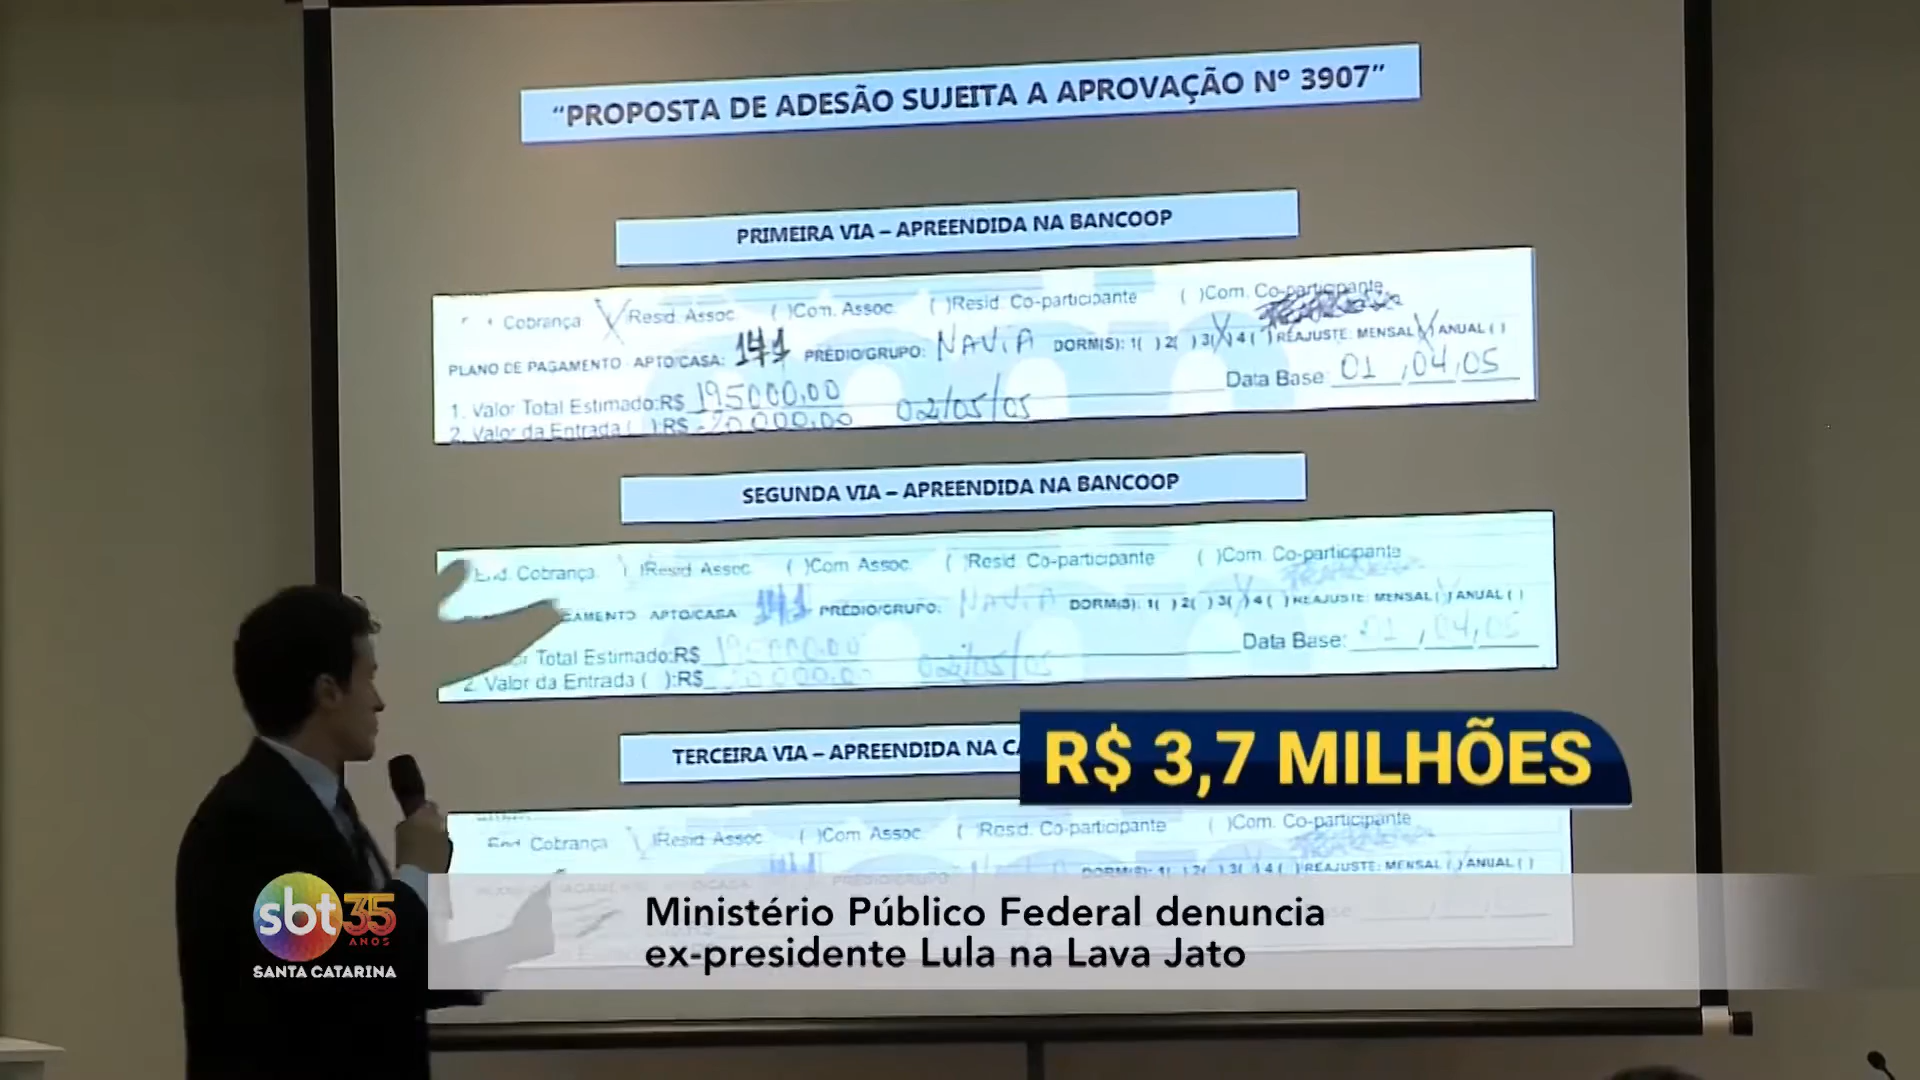 “PROPOSTA DE ADESÃO SUJEITA A APROVAÇÃO Nº 3907”
PRIMEIRA VIA – APREENDIDA NA BANCOOP
Cobrança (X)Resid. Assoc. ( )Com. Assoc. ( )Resid. Co-participante ( )Com. Co-participante
PLANO DE PAGAMENTO APTO/CASA: 141 PRÉDIO/GRUPO: NAVIA DORM(S): 1( ) 2( ) 3(X) 4( ) REAJUSTE: MENSAL(X) ANUAL ( )
1. Valor Total Estimado:R$ 195000,00 Data Base: 01,04,05
2. Valor da Entrada ( ):R$ 20.000,00 02/05/05
SEGUNDA VIA – APREENDIDA NA BANCOOP
End. Cobrança ( )Resid. Assoc. ( )Com Assoc. ( )Resid. Co-participante ( )Com. Co-participante
APTO/CASA 141 PRÉDIO/GRUPO: NAVIA DORM(S): 1( ) 2( ) 3(X) 4( ) REAJUSTE: MENSAL(X) ANUAL ( )
Total Estimado:R$ 195000,00 Data Base: 01,04,05
2. Valor da Entrada ( ):R$ 20.000,00 02/05/05
TERCEIRA VIA – APREENDIDA NA
R$ 3,7 MILHÕES
End Cobrança ( )Resid. Assoc. ( )Com Assoc. ( )Resid. Co-participante ( )Com. Co-participante
DORM(S): 1( ) 2( ) 3( ) 4( ) REAJUSTE: MENSAL ( ) ANUAL ( )
sbt 35
ANOS
SANTA CATARINA
Ministério Público Federal denuncia
ex-presidente Lula na Lava Jato